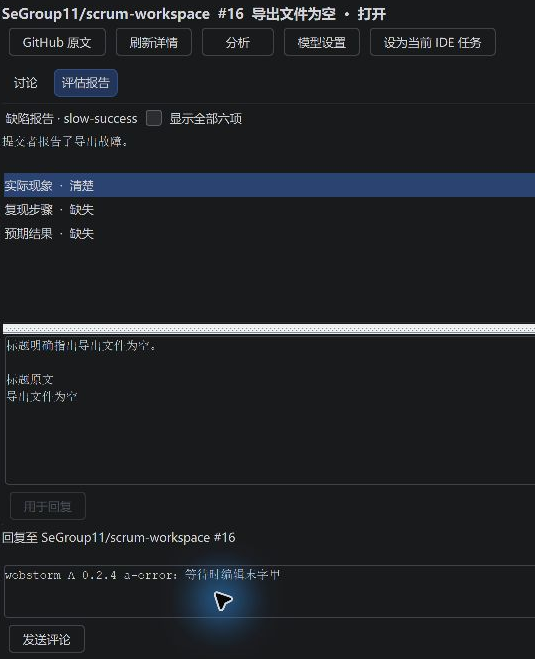 SeGroup11/scrum-workspace #16 导出文件为空 • 打开
GitHub 原文 刷新详情 分析 模型设置 设为当前 IDE 任务
讨论 评估报告
缺陷报告 · slow-success 显示全部六项
提交者报告了导出故障。
实际现象 · 清楚
复现步骤 · 缺失
预期结果 · 缺失
标题明确指出导出文件为空。
标题原文
导出文件为空
用于回复
回复至 SeGroup11/scrum-workspace #16
webstorm A 0.2.4 a-error: 等待时编辑末字甲
发送评论